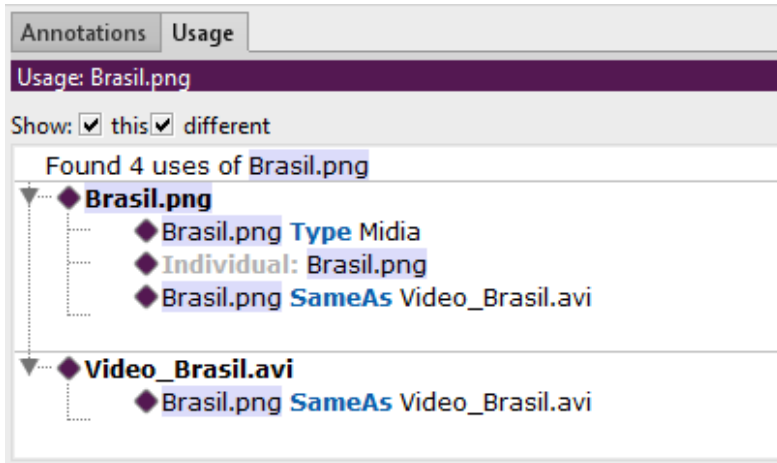 Annotations Usage
Usage: Brasil.png
Show: this different
Found 4 uses of Brasil.png
Brasil.png
Brasil.png Type Midia
Individual: Brasil.png
Brasil.png SameAs Video_Brasil.avi
Video_Brasil.avi
Brasil.png SameAs Video_Brasil.avi